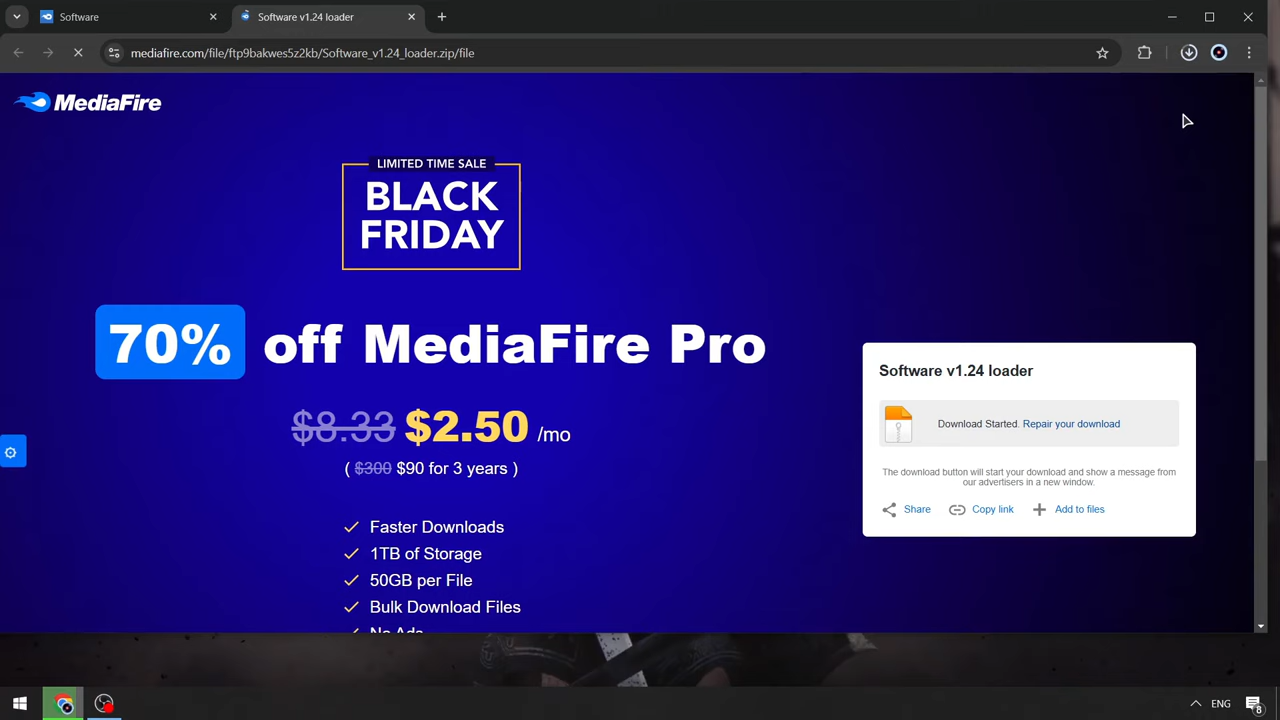 Software
Software v1.24 loader
mediafire.com/file/ftp9bakwes5z2kb/Software_v1.24_loader.zip/file
MediaFire
LIMITED TIME SALE
BLACK
FRIDAY
70% off MediaFire Pro
$8.33 $2.50 /mo
( $300 $90 for 3 years )
Faster Downloads
1TB of Storage
50GB per File
Bulk Download Files
No Ads
Software v1.24 loader
Download Started. Repair your download
The download button will start your download and show a message from
our advertisers in a new window.
Share Copy link Add to files
ENG
8